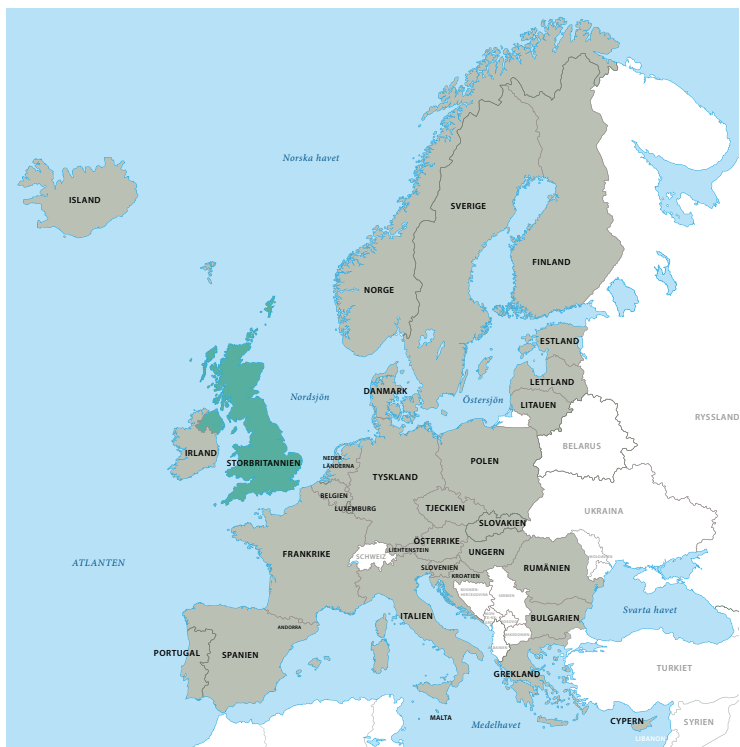 Norska havet
ISLAND
SVERIGE
FINLAND
NORGE
ESTLAND
LETTLAND
LITAUEN
DANMARK
Nordsjön
Östersjön
RYSSLAND
BELARUS
IRLAND
STORBRITANNIEN
NEDER-
LÄNDERNA
POLEN
TYSKLAND
BELGIEN
LUXEMBURG
TJECKIEN
UKRAINA
SLOVAKIEN
ÖSTERRIKE
LIEHTENSTEIN
SCHWEIZ
UNGERN
FRANKRIKE
ATLANTEN
SLOVENIEN
KROATIEN
RUMÄNIEN
Svarta havet
BULGARIEN
ITALIEN
ANDORRA
PORTUGAL
SPANIEN
GREKLAND
TURKIET
MALTA
Medelhavet
CYPERN
SYRIEN
LIBANON